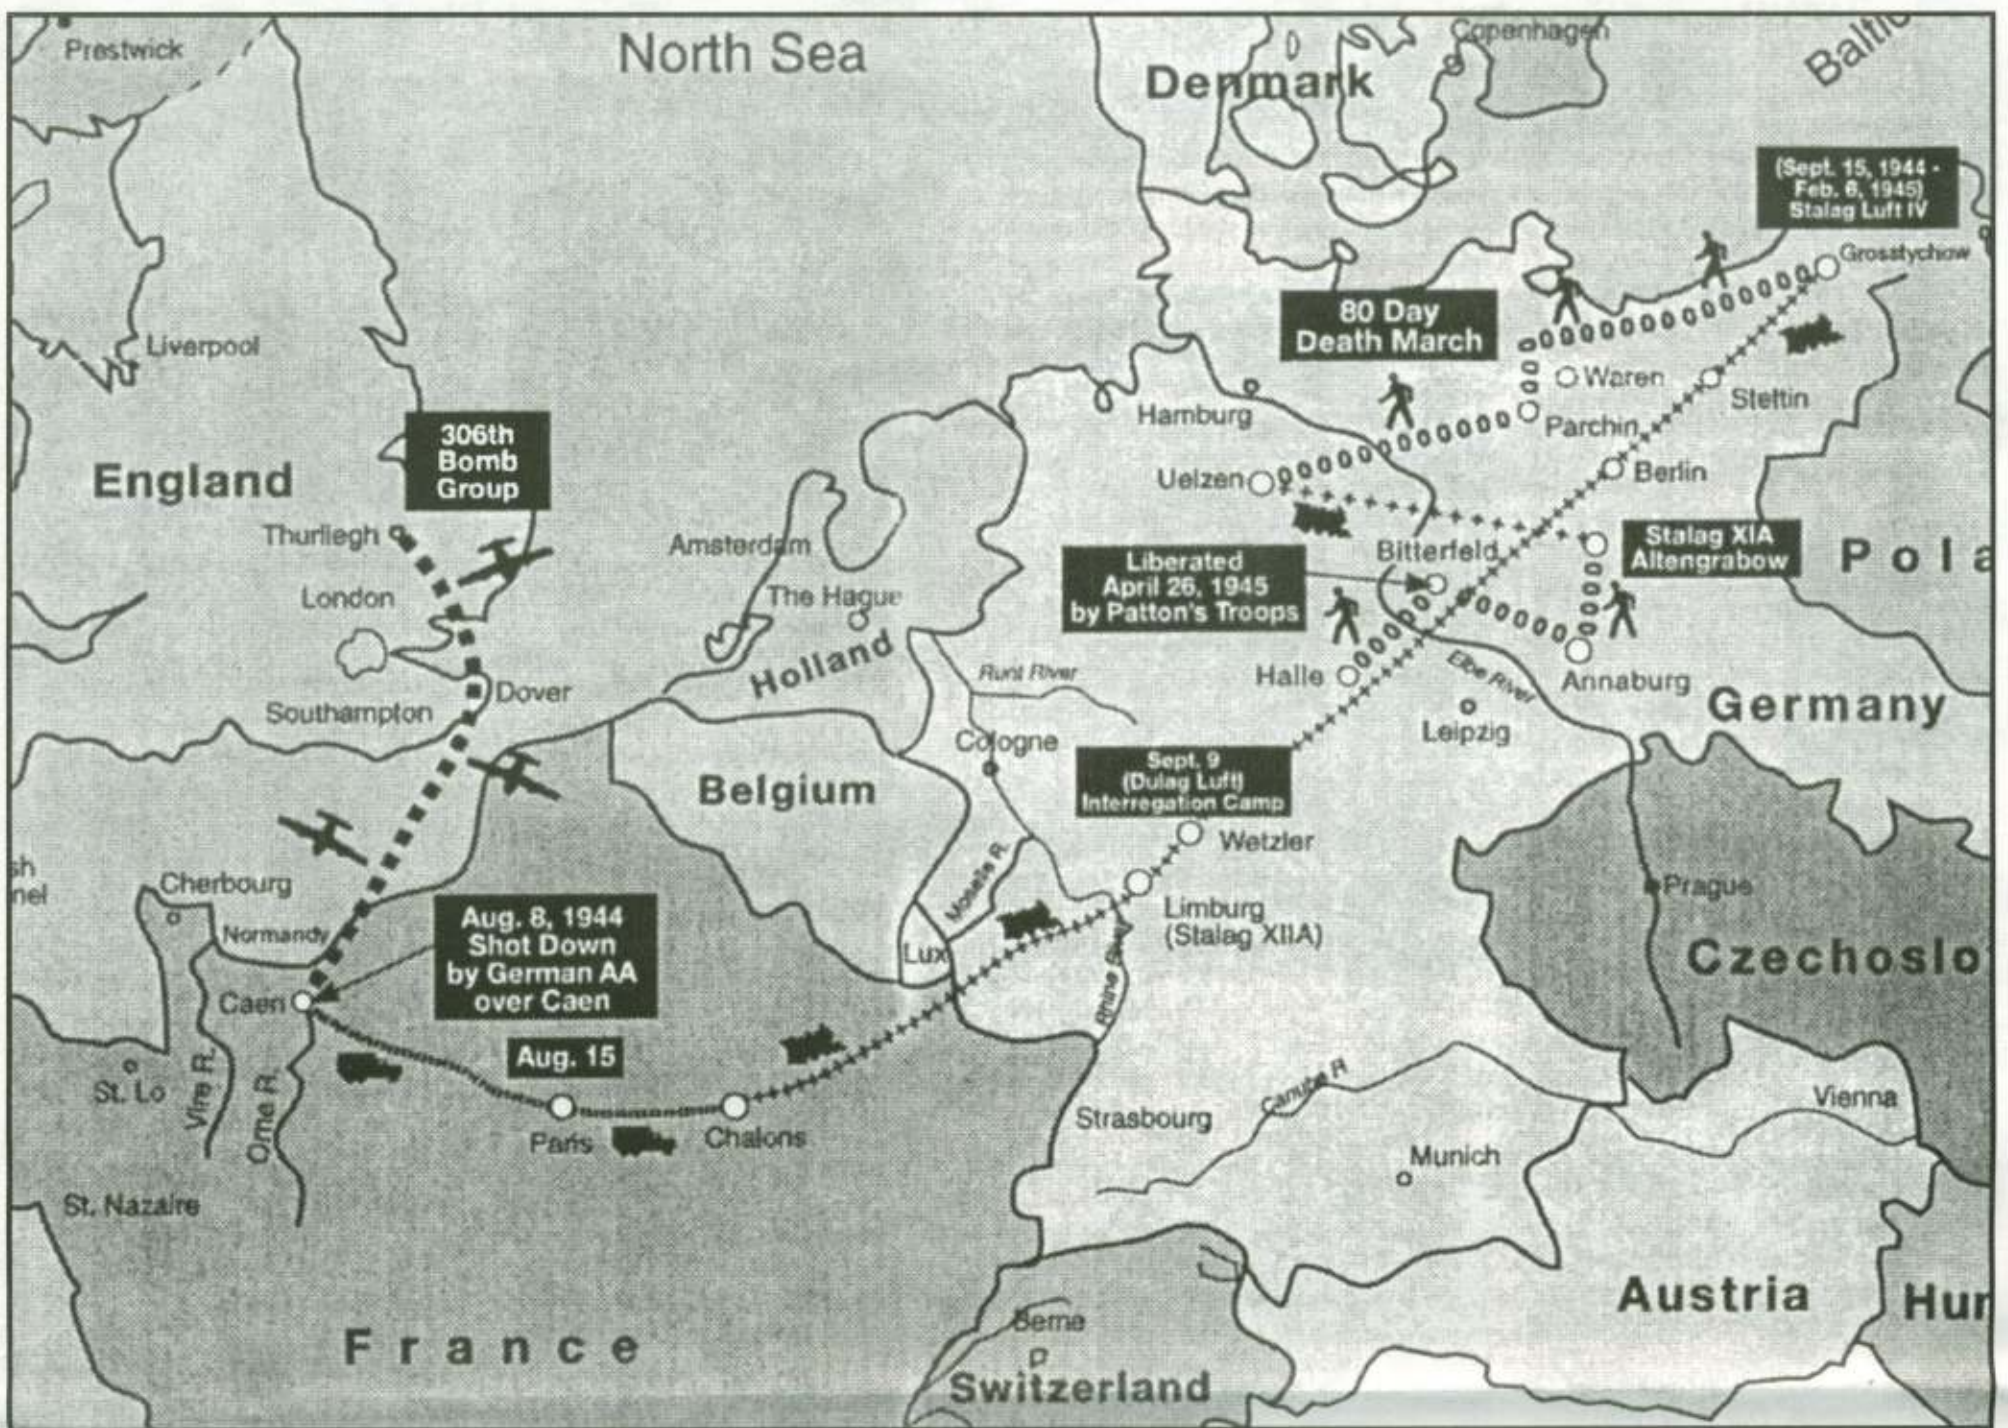 Prestwick
North Sea
Copenhagen
Baltic
Denmark
(Sept. 15, 1944 -
Feb. 6, 1945)
Stalag Luft IV
Grosstychow
80 Day
Death March
Liverpool
Waren
Stettin
Hamburg
Parchin
306th
Bomb
Group
England
Uelzen
Berlin
Thurliegh
Amsterdam
Stalag XIA
Altengrabow
Pola
Bitterfeld
Liberated
April 26, 1945
by Patton's Troops
London
The Hague
Holland
Runt River
Halle
Elbe River
Annaburg
Dover
Southampton
Germany
Leipzig
Cologne
Belgium
Sept. 9
(Dulag Luft)
Interregation Camp
Wetzler
sh
nel
Cherbourg
Moselle R.
Prague
Normandy
Aug. 8, 1944
Shot Down
by German AA
over Caen
Limburg
(Stalag XIIA)
Lux
Rhine River
Czechoslo
Caen
Aug. 15
St. Lo
Vire R.
Orne R.
Paris
Chalons
Strasbourg
Canube R
Vienna
Munich
St. Nazaire
Austria
Hun
Berne
France
Switzerland